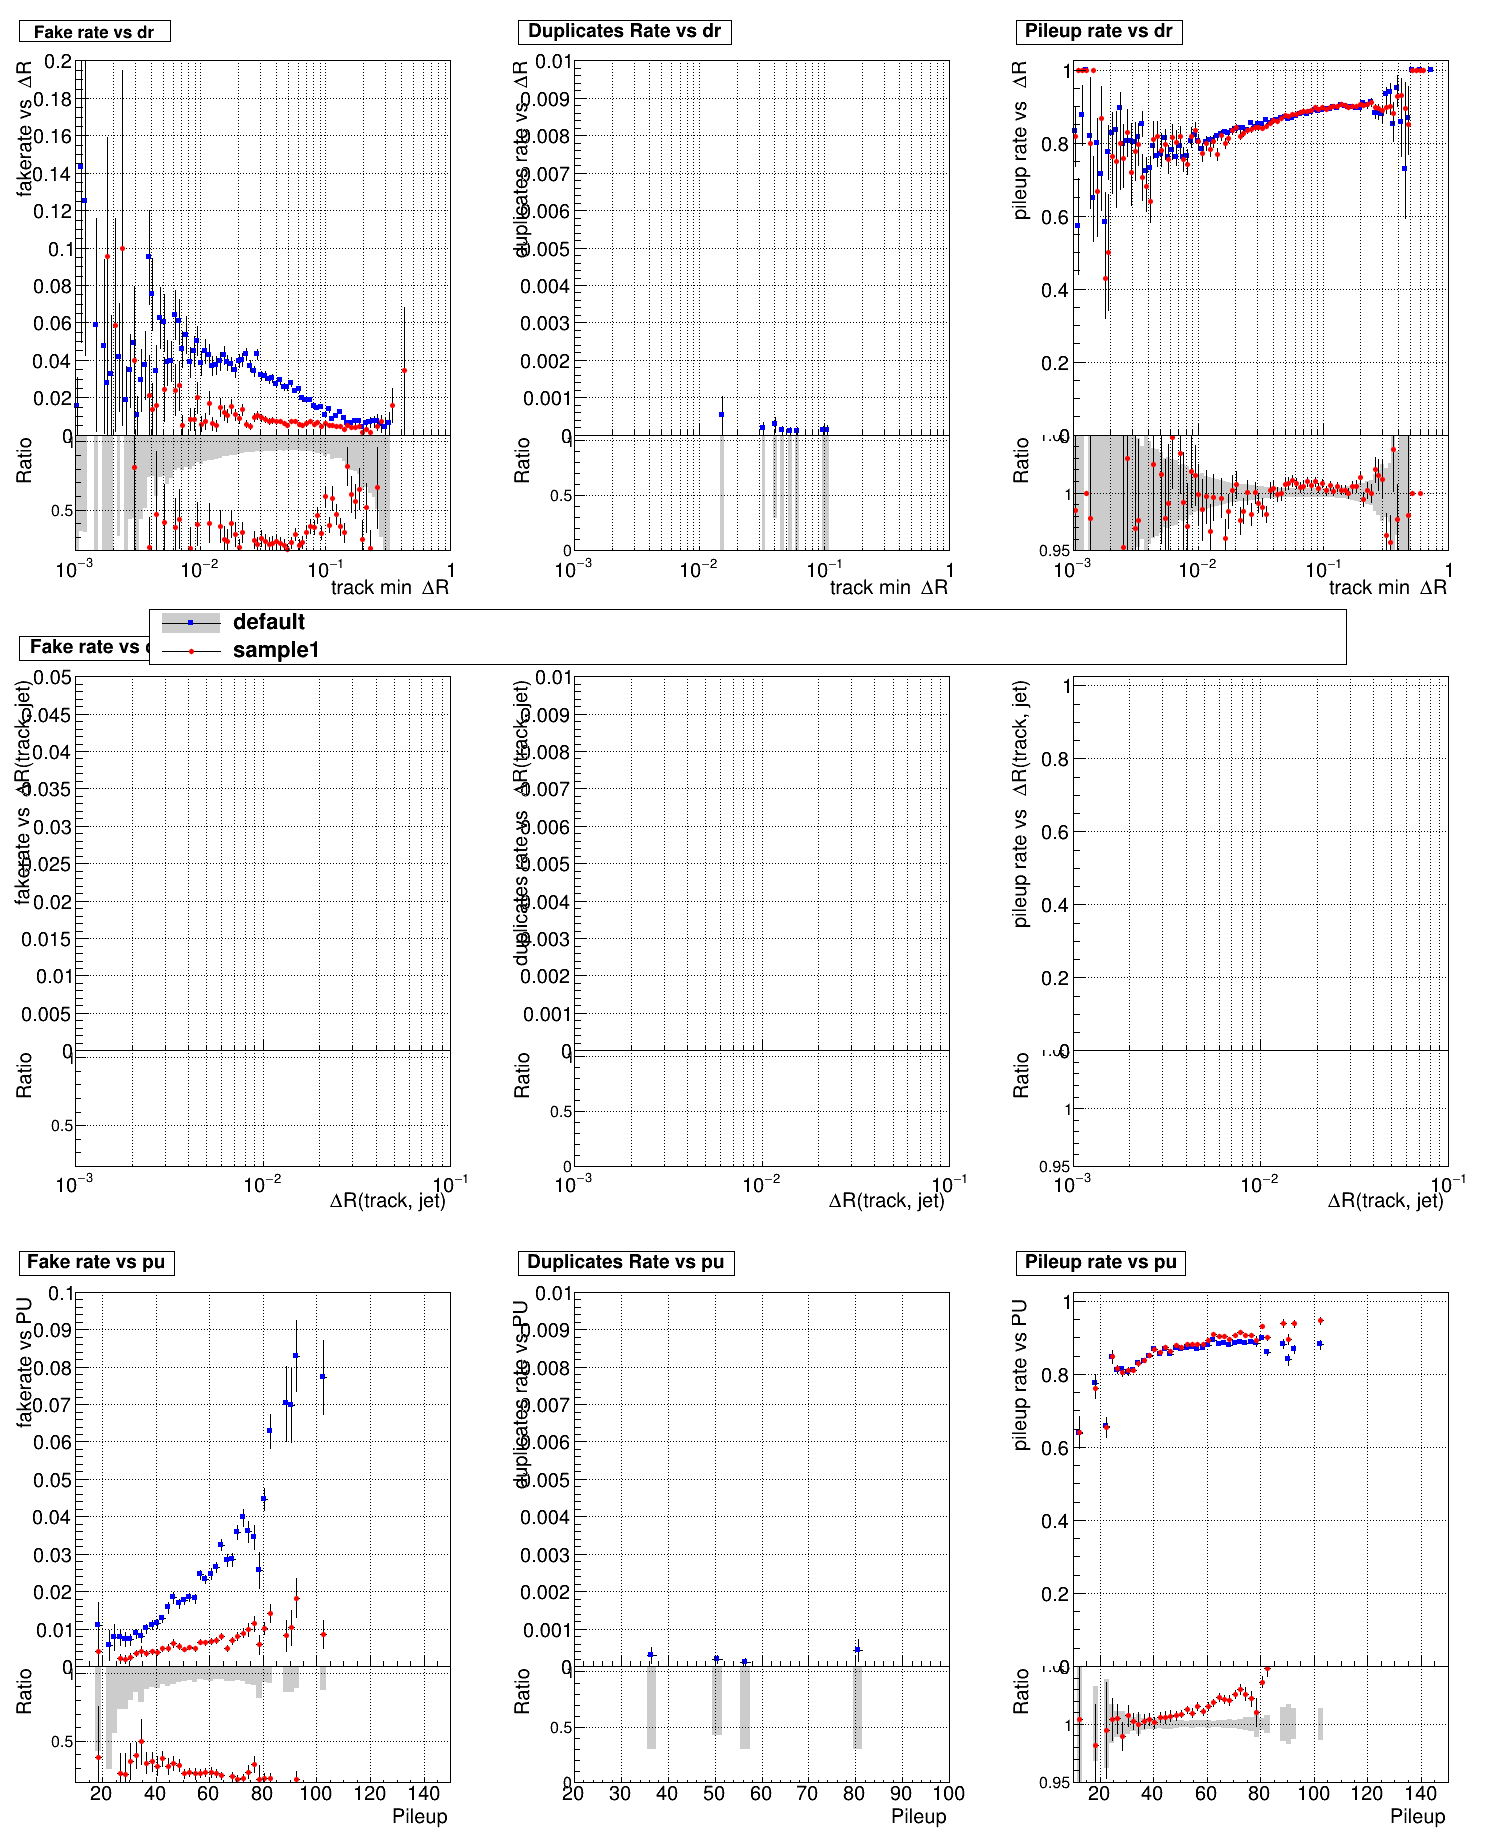 Fake rate vs dr
Duplicates Rate vs dr
Pileup rate vs dr
fakerate vs ΔR
0.2
0.18
0.16
0.14
0.12
0.1
0.08
0.06
0.04
0.02
0
Ratio
0.5
10⁻³ 10⁻² 10⁻¹ 1
track min ΔR
duplicates rate vs ΔR
0.01
0.009
0.008
0.007
0.006
0.005
0.004
0.003
0.002
0.001
0
Ratio
0.5
0
10⁻³ 10⁻² 10⁻¹ 1
track min ΔR
pileup rate vs ΔR
1
0.8
0.6
0.4
0.2
0
Ratio
1
0.95
10⁻³ 10⁻² 10⁻¹ 1
track min ΔR
default
sample1
Fake rate vs
fakerate vs ΔR(track, jet)
0.05
0.045
0.04
0.035
0.03
0.025
0.02
0.015
0.01
0.005
0
Ratio
1
0.5
10⁻³ 10⁻² 10⁻¹
ΔR(track, jet)
duplicates rate vs ΔR(track, jet)
0.01
0.009
0.008
0.007
0.006
0.005
0.004
0.003
0.002
0.001
0
Ratio
1
0.5
0
10⁻³ 10⁻² 10⁻¹
ΔR(track, jet)
pileup rate vs ΔR(track, jet)
1
0.8
0.6
0.4
0.2
0
Ratio
1
0.95
10⁻³ 10⁻² 10⁻¹
ΔR(track, jet)
Fake rate vs pu
Duplicates Rate vs pu
Pileup rate vs pu
fakerate vs PU
0.1
0.09
0.08
0.07
0.06
0.05
0.04
0.03
0.02
0.01
0
Ratio
1
0.5
20 40 60 80 100 120 140
Pileup
duplicates rate vs PU
0.01
0.009
0.008
0.007
0.006
0.005
0.004
0.003
0.002
0.001
0
Ratio
1
0.5
0
20 30 40 50 60 70 80 90 100
Pileup
pileup rate vs PU
1
0.8
0.6
0.4
0.2
0
Ratio
1
0.95
20 40 60 80 100 120 140
Pileup